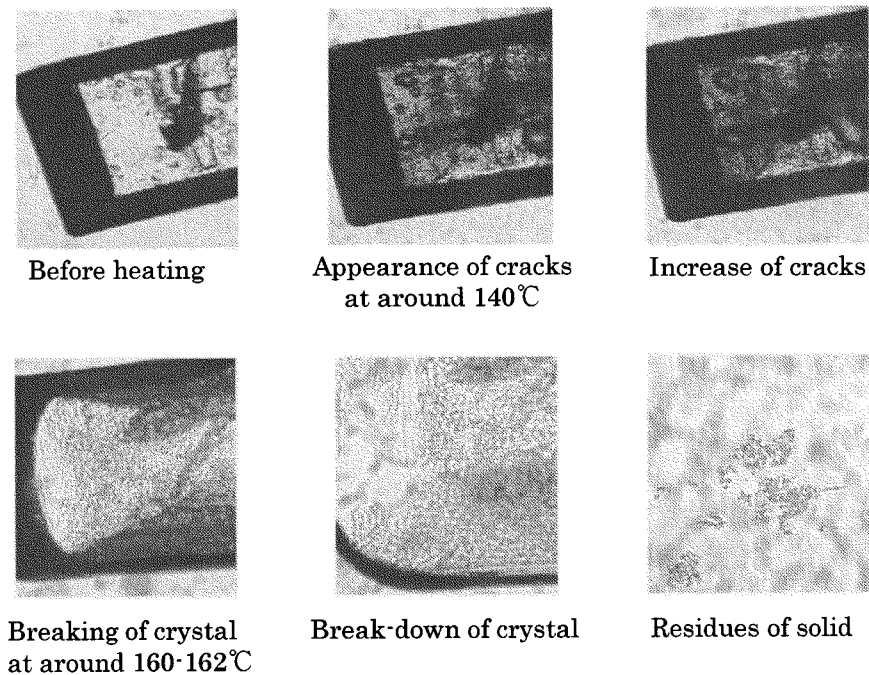 Before heating
Appearance of cracks
at around 140℃
Increase of cracks
Breaking of crystal
at around 160-162℃
Break-down of crystal
Residues of solid